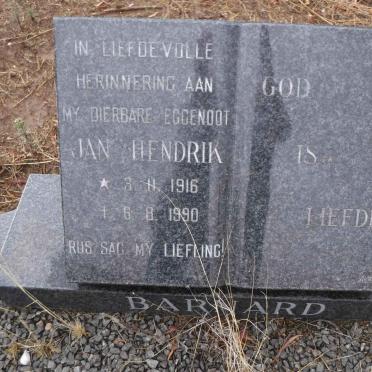 IN LIEFDEVOLLE
HERINNERING AAN
MY DIERBARE EGGENOOT
JAN HENDRIK
★ 3. 11. 1916
† 6. 8. 1990
RUS SAG, MY LIEFLING!
GOD
IS
LIEFDE
BARNARD